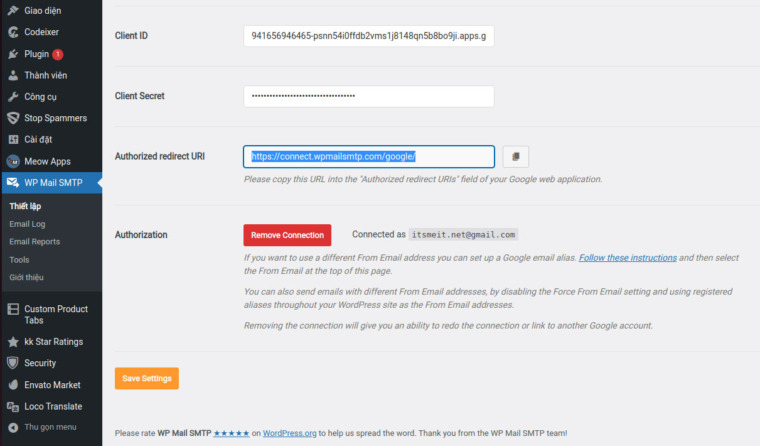 Giao diện
Codeixer
Plugin 1
Thành viên
Công cụ
Stop Spammers
Cài đặt
Meow Apps
WP Mail SMTP
Thiết lập
Email Log
Email Reports
Tools
Giới thiệu
Custom Product
Tabs
kk Star Ratings
Security
Envato Market
Loco Translate
Thu gọn menu
Client ID
941656946465-psnn54i0ffdb2vms1j8148qn5b8bo9ji.apps.g
Client Secret
Authorized redirect URI
https://connect.wpmailsmtp.com/google/
Please copy this URL into the "Authorized redirect URIs" field of your Google web application.
Authorization
Remove Connection
Connected as itsmeit.net@gmail.com
If you want to use a different From Email address you can set up a Google email alias. Follow these instructions and then select
the From Email at the top of this page.
You can also send emails with different From Email addresses, by disabling the Force From Email setting and using registered
aliases throughout your WordPress site as the From Email addresses.
Removing the connection will give you an ability to redo the connection or link to another Google account.
Save Settings
Please rate WP Mail SMTP ★★★★★ on WordPress.org to help us spread the word. Thank you from the WP Mail SMTP team!